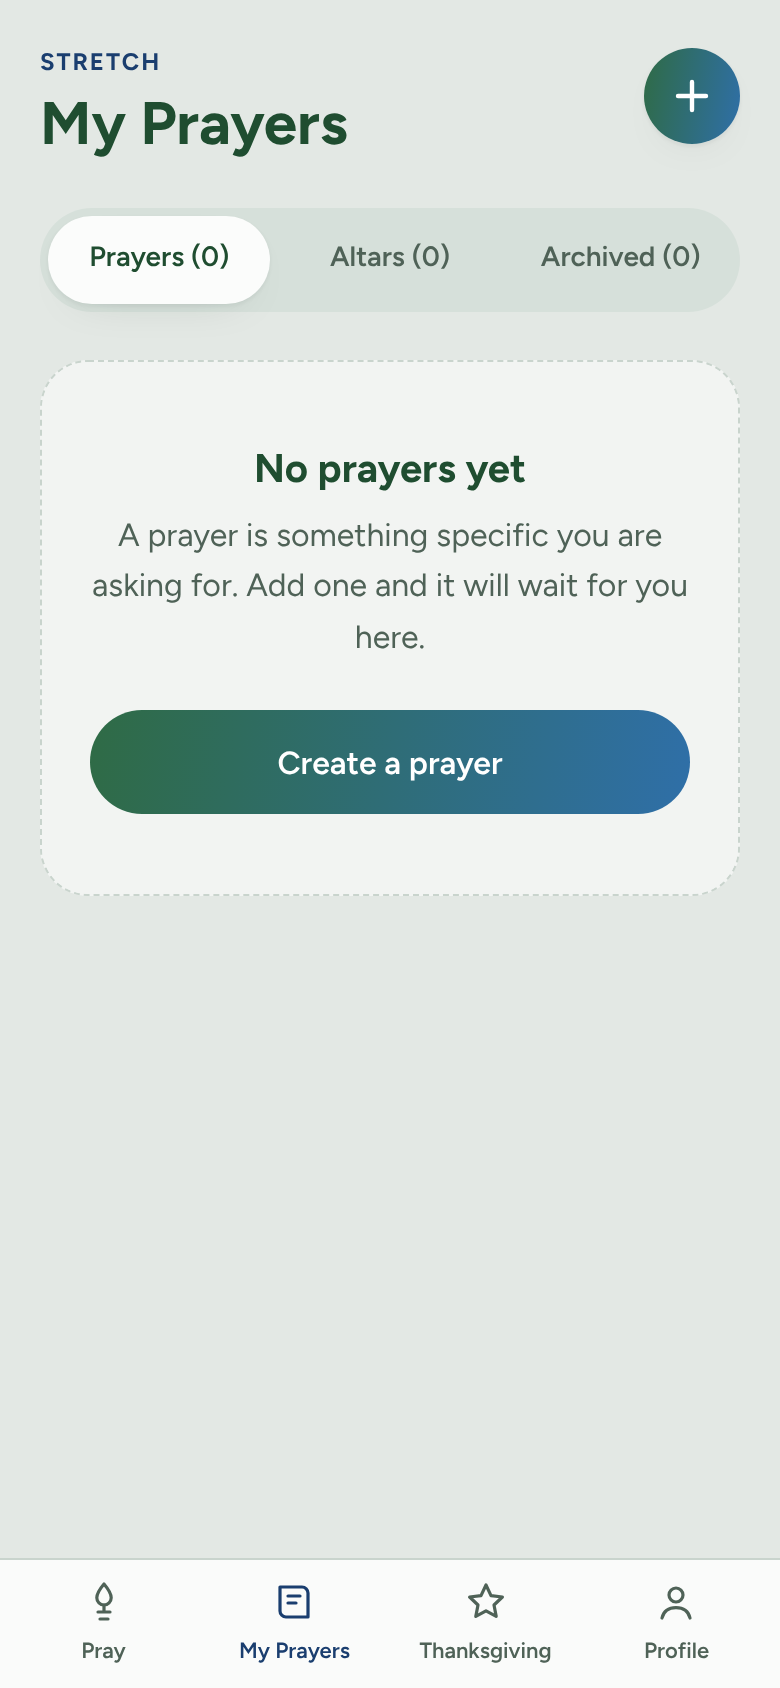 STRETCH
My Prayers
Prayers (0)
Altars (0)
Archived (0)
No prayers yet
A prayer is something specific you are
asking for. Add one and it will wait for you
here.
Create a prayer
Pray
My Prayers
Thanksgiving
Profile